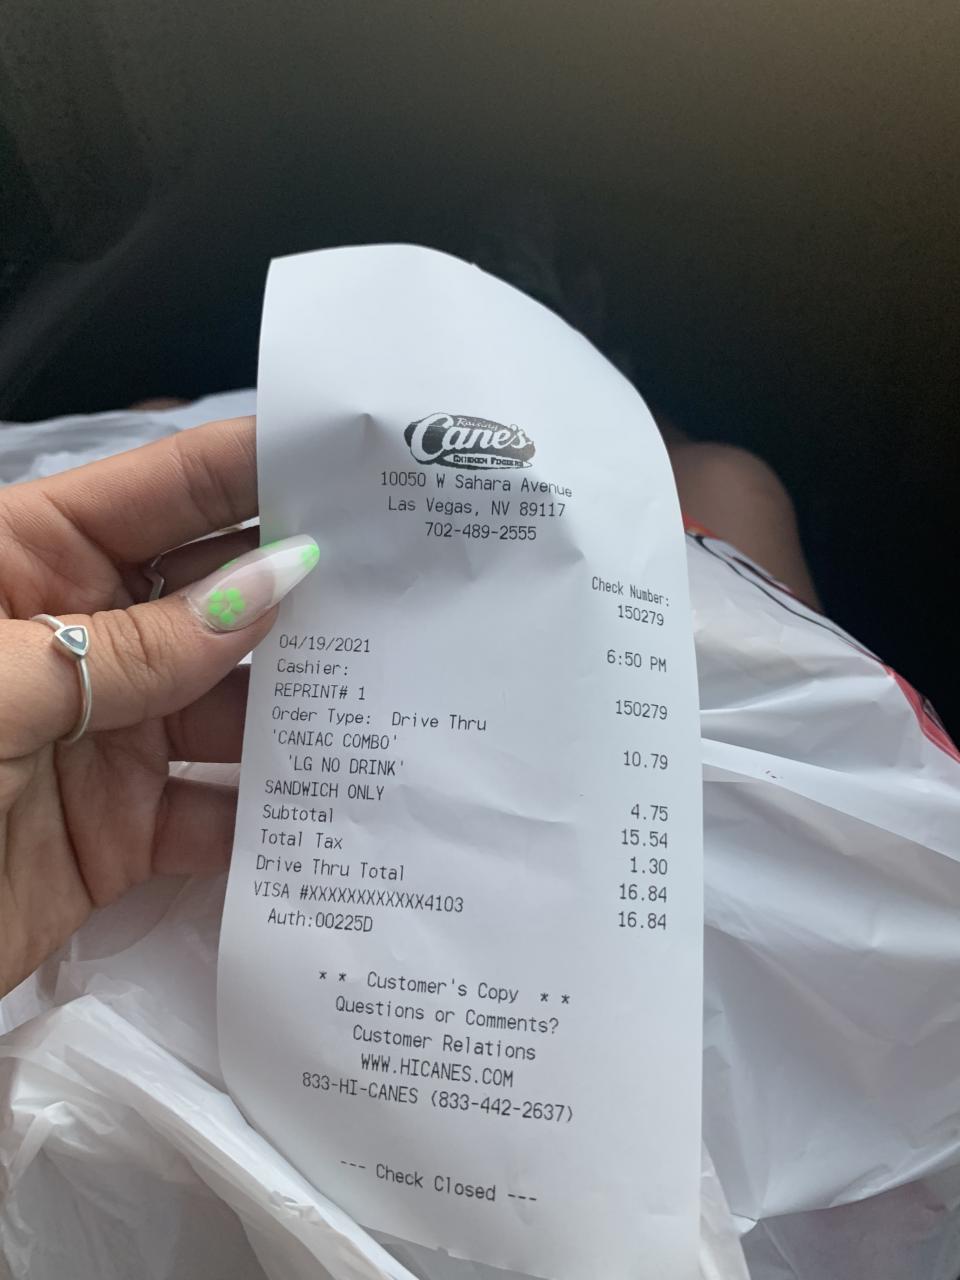 Raising
Cane's
CHICKEN FINGERS
10050 W Sahara Avenue
Las Vegas, NV 89117
702-489-2555
Check Number:
150279
04/19/2021 6:50 PM
Cashier:
REPRINT# 1 150279
Order Type: Drive Thru
'CANIAC COMBO' 10.79
'LG NO DRINK'
SANDWICH ONLY 4.75
Subtotal 15.54
Total Tax 1.30
Drive Thru Total 16.84
VISA #XXXXXXXXXXXX4103 16.84
Auth:00225D
* * Customer's Copy * *
Questions or Comments?
Customer Relations
WWW.HICANES.COM
833-HI-CANES (833-442-2637)
--- Check Closed ---